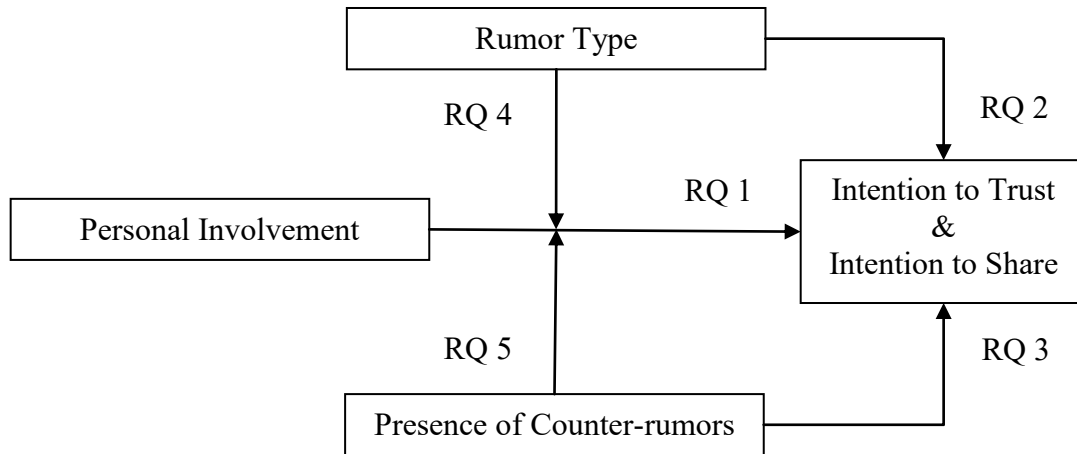 Rumor Type
RQ 4
RQ 2
RQ 1
Intention to Trust
&
Intention to Share
Personal Involvement
RQ 5
RQ 3
Presence of Counter-rumors